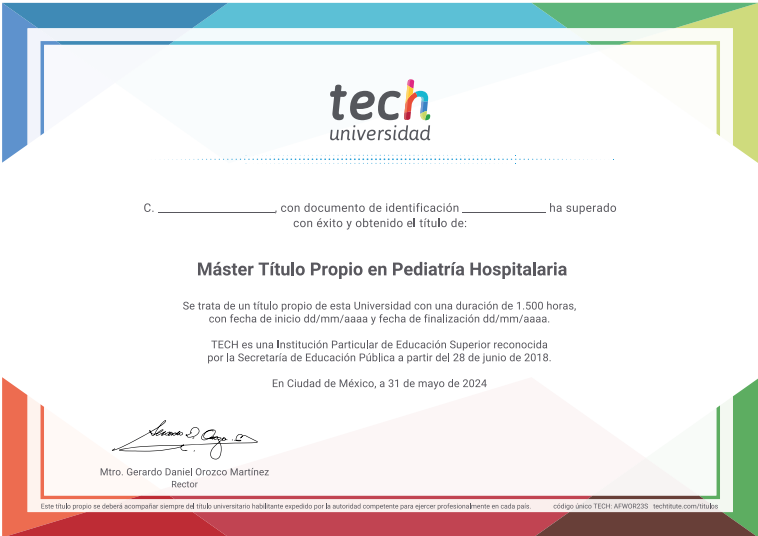 tech
universidad
C. ____________________, con documento de identificación ______________ ha superado
con éxito y obtenido el título de:
Máster Título Propio en Pediatría Hospitalaria
Se trata de un título propio de esta Universidad con una duración de 1.500 horas,
con fecha de inicio dd/mm/aaaa y fecha de finalización dd/mm/aaaa.
TECH es una Institución Particular de Educación Superior reconocida
por la Secretaría de Educación Pública a partir del 28 de junio de 2018.
En Ciudad de México, a 31 de mayo de 2024
Mtro. Gerardo Daniel Orozco Martínez
Rector
Este título propio se deberá acompañar siempre del título universitario habilitante expedido por la autoridad competente para ejercer profesionalmente en cada país. código único TECH: AFWOR23S techtitute.com/titulos